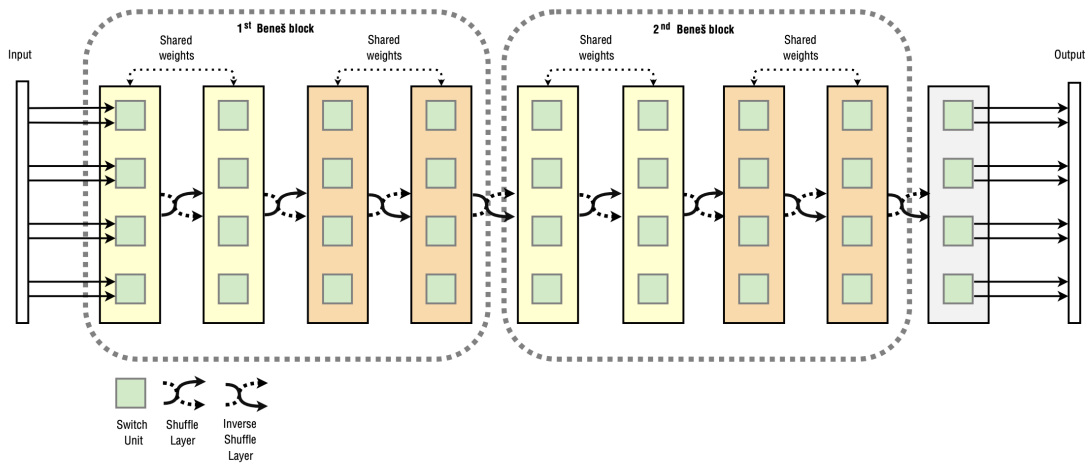 1st Beneš block
2nd Beneš block
Input
Shared
weights
Shared
weights
Shared
weights
Shared
weights
Output
Switch
Unit
Shuffle
Layer
Inverse
Shuffle
Layer